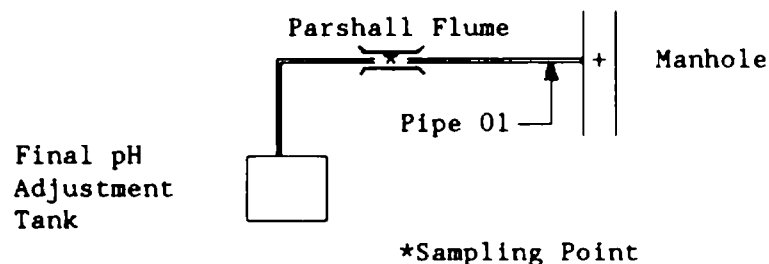 Parshall Flume
Manhole
Pipe 01
Final pH
Adjustment
Tank
*Sampling Point